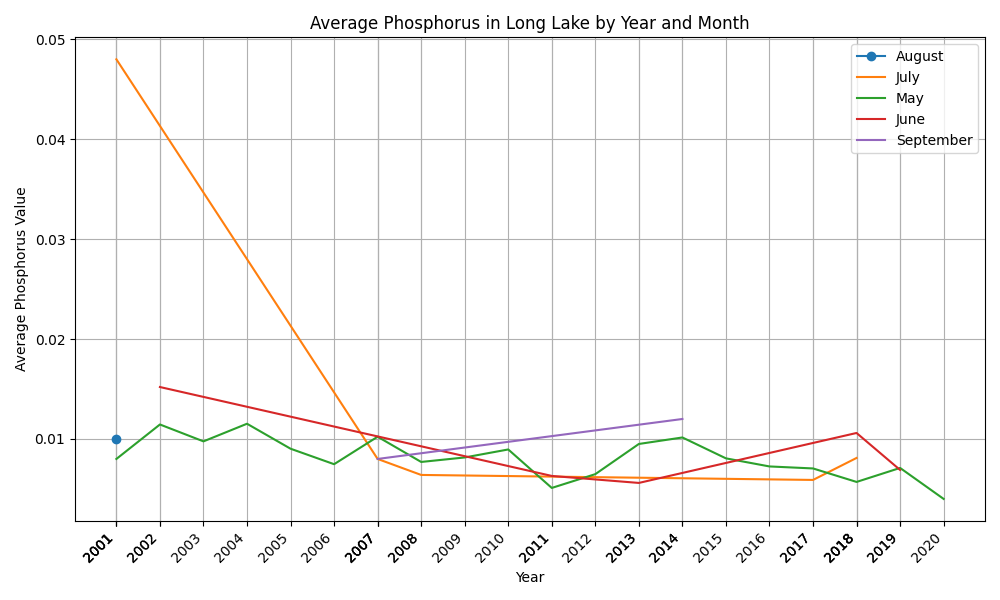 Average Phosphorus in Long Lake by Year and Month
0.05
0.04
0.03
0.02
0.01
Average Phosphorus Value
August
July
May
June
September
2001 2002 2003 2004 2005 2006 2007 2008 2009 2010 2011 2012 2013 2014 2015 2016 2017 2018 2019 2020
Year